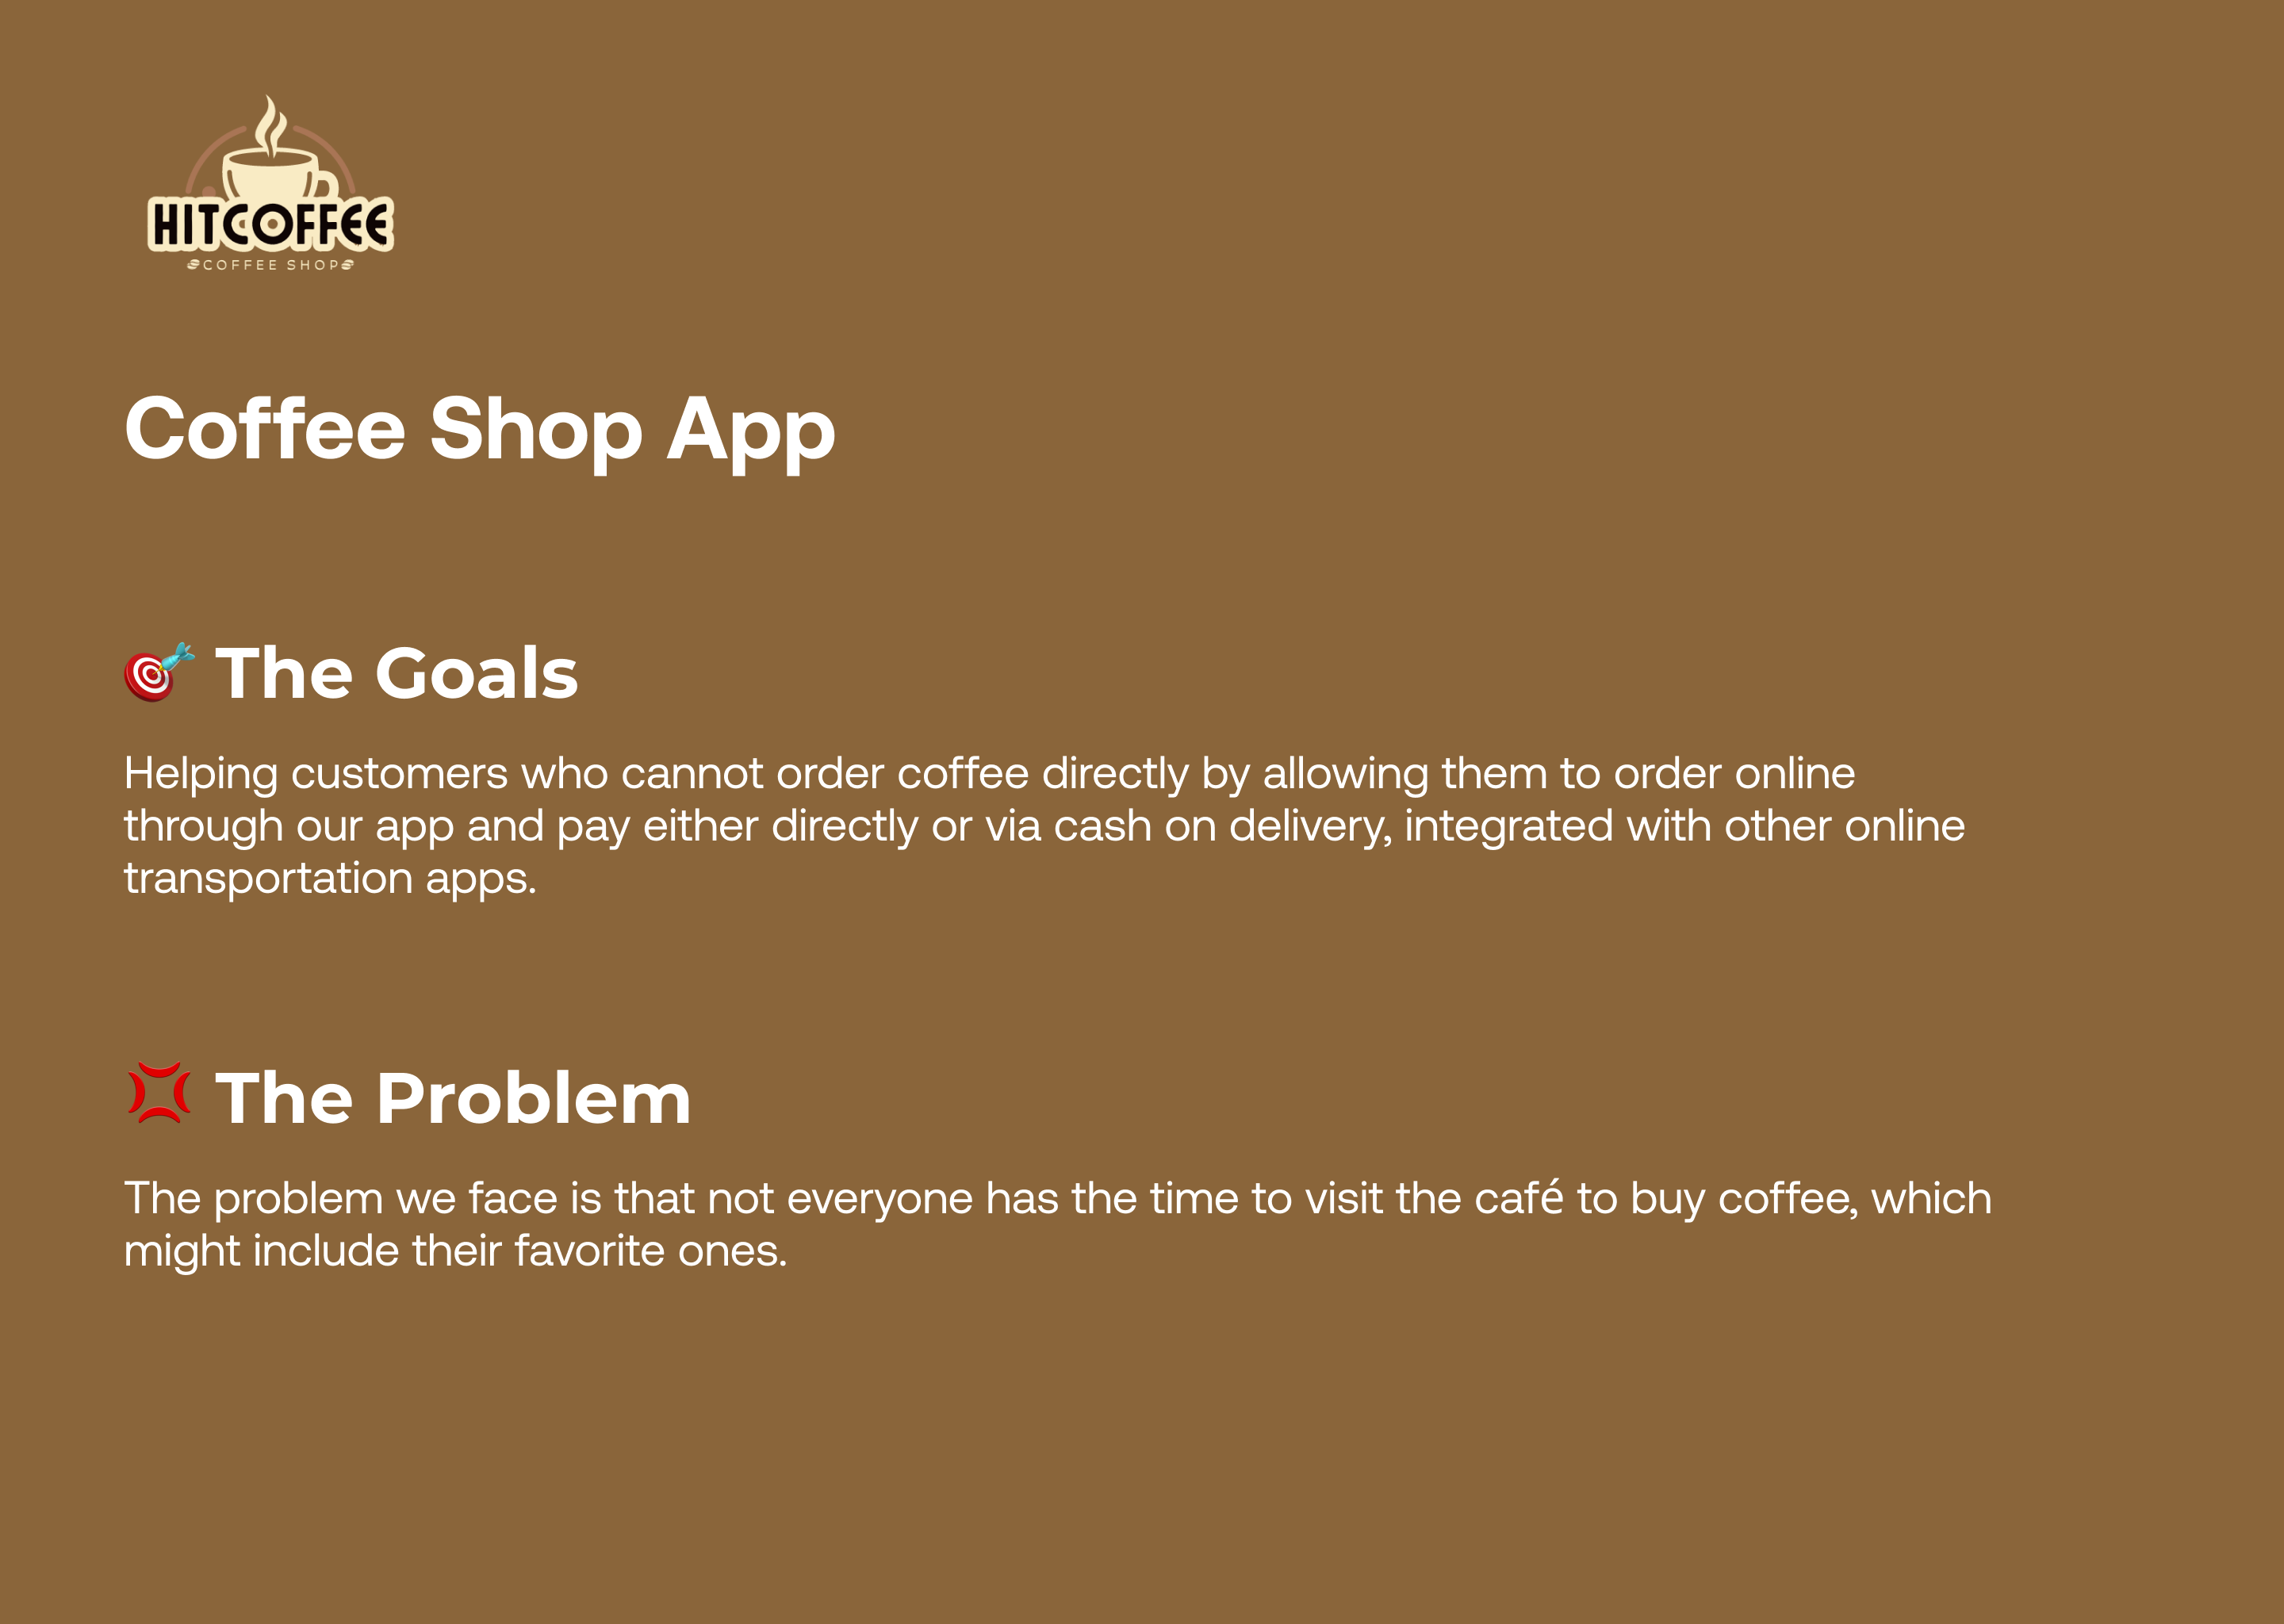 HITCOFFEE
COFFEE SHOP
Coffee Shop App
🎯 The Goals
Helping customers who cannot order coffee directly by allowing them to order online
through our app and pay either directly or via cash on delivery, integrated with other online
transportation apps.
💢 The Problem
The problem we face is that not everyone has the time to visit the café to buy coffee, which
might include their favorite ones.